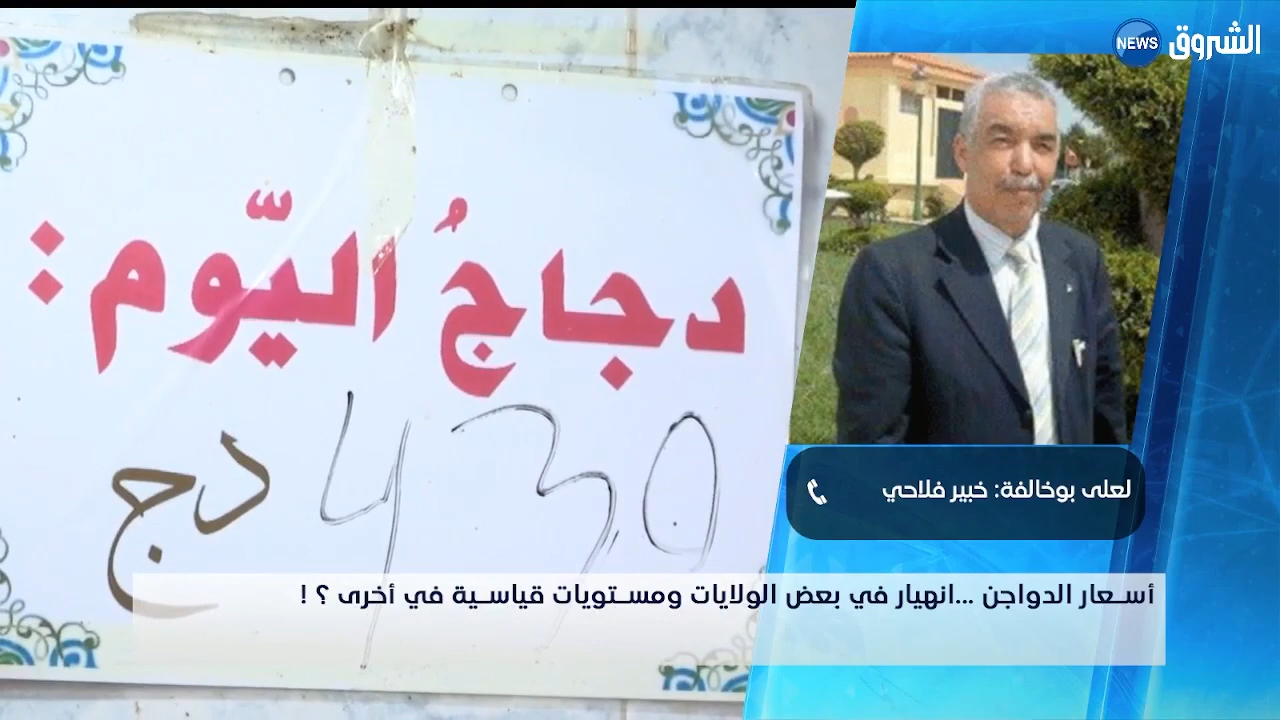 الشروق NEWS
دجاجُ اليّوم:
430 دج
لعلى بوخالفة: خبير فلاحي
أسعار الدواجن ...انهيار في بعض الولايات ومستويات قياسية في أخرى ؟ !